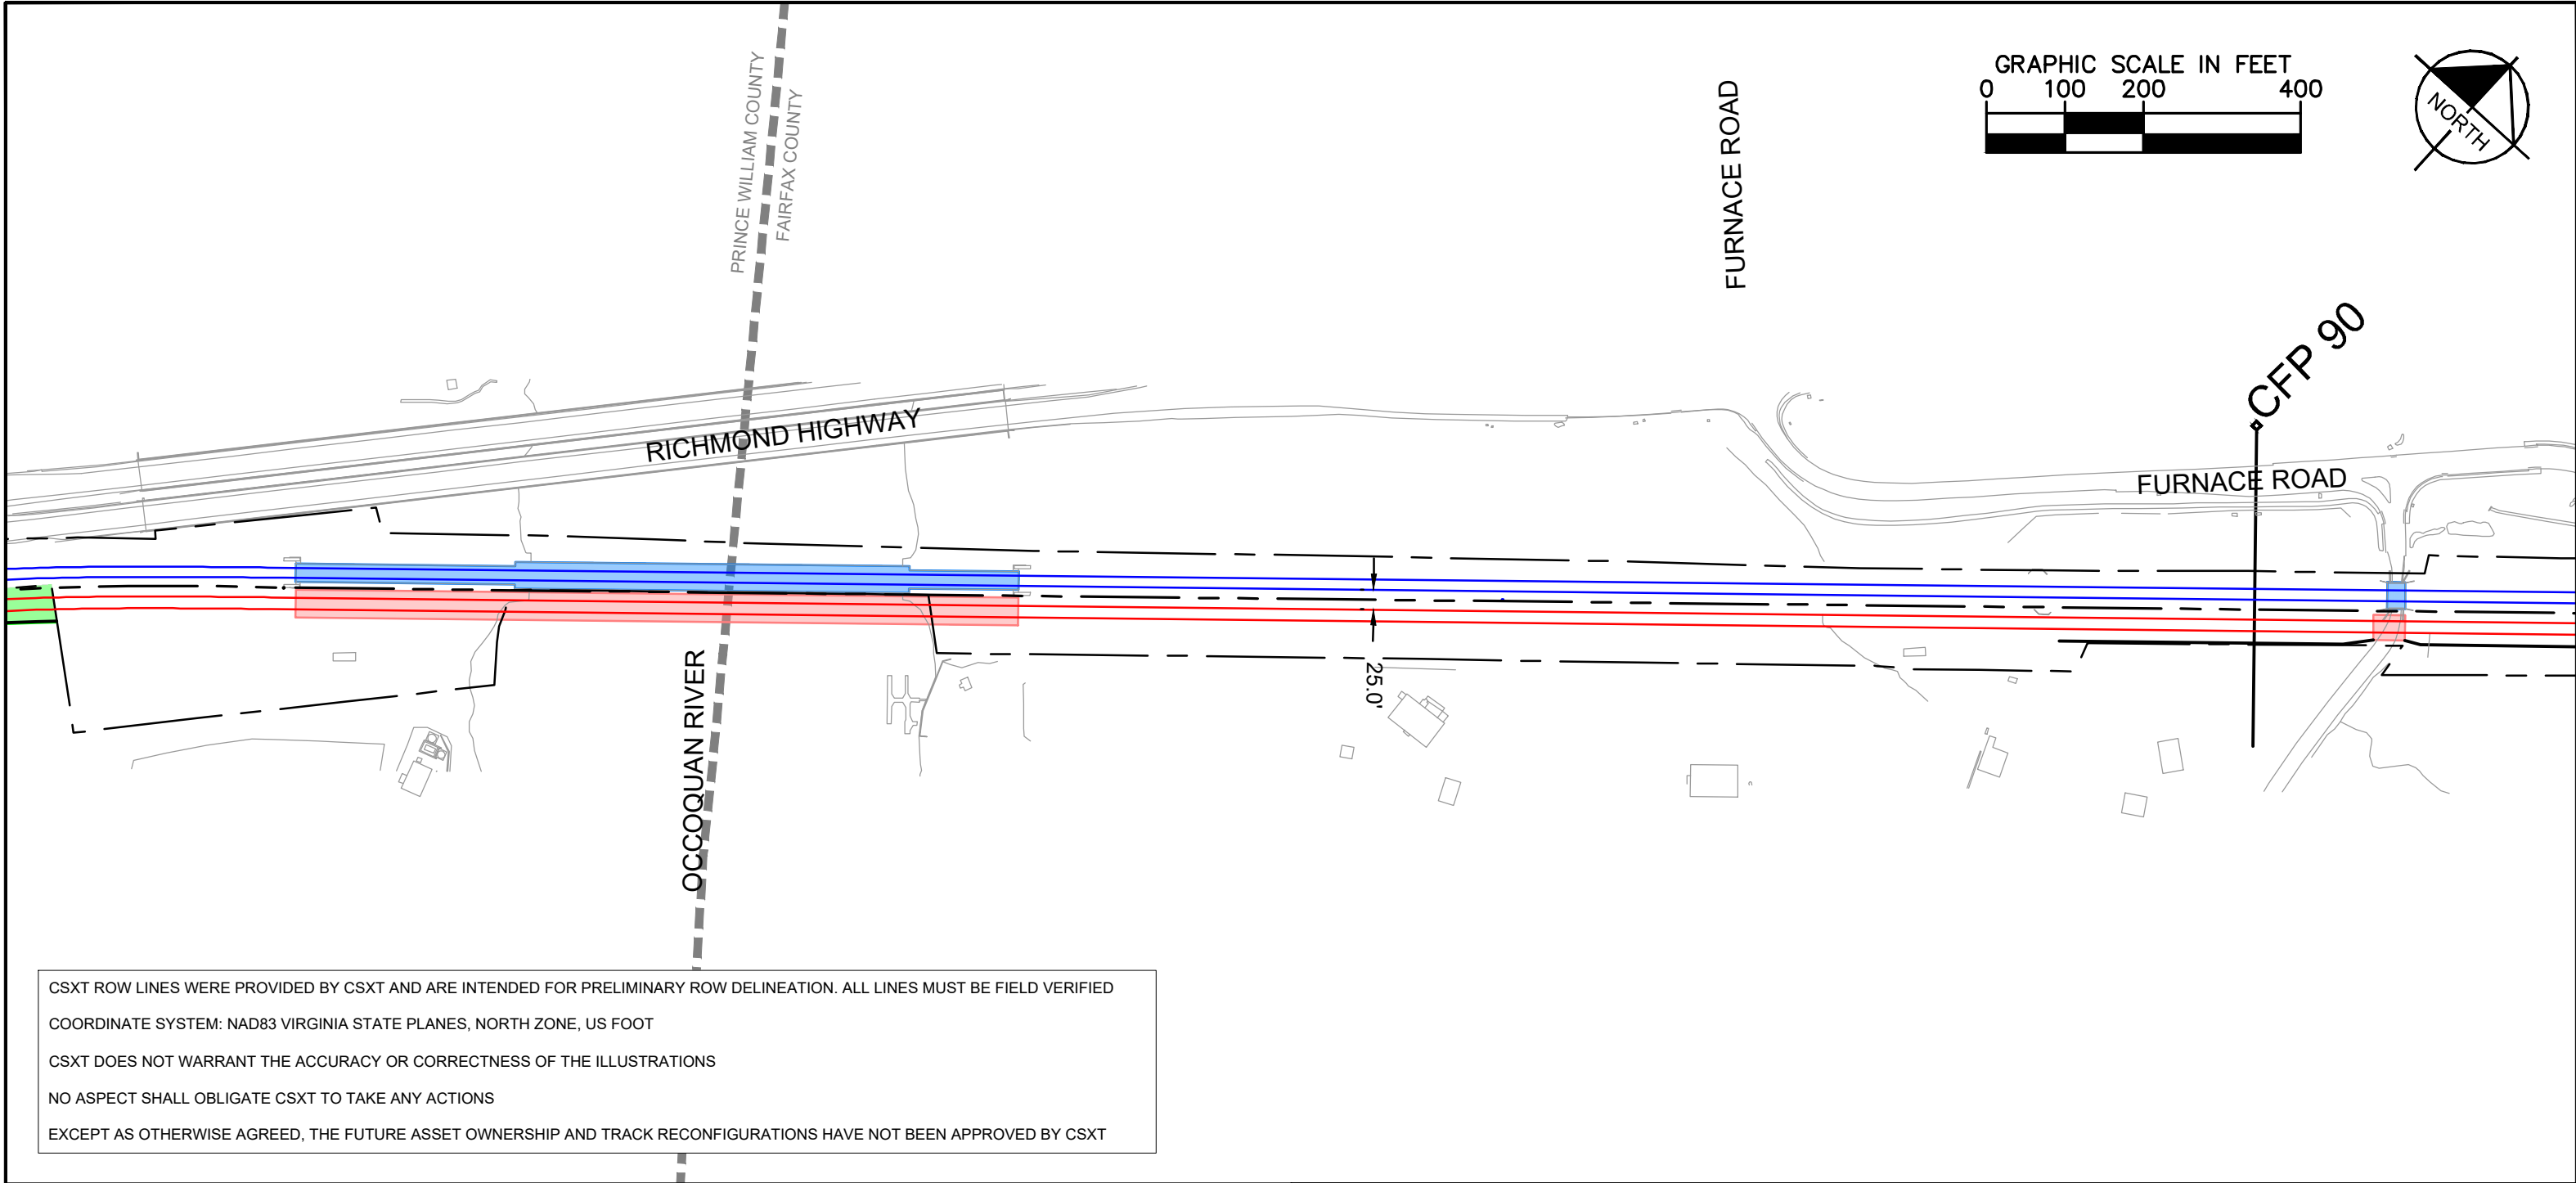 PRINCE WILLIAM COUNTY
FAIRFAX COUNTY
FURNACE ROAD
GRAPHIC SCALE IN FEET
0 100 200 400
NORTH
CFP 90
RICHMOND HIGHWAY
FURNACE ROAD
25.0'
OCCOQUAN RIVER
CSXT ROW LINES WERE PROVIDED BY CSXT AND ARE INTENDED FOR PRELIMINARY ROW DELINEATION. ALL LINES MUST BE FIELD VERIFIED
COORDINATE SYSTEM: NAD83 VIRGINIA STATE PLANES, NORTH ZONE, US FOOT
CSXT DOES NOT WARRANT THE ACCURACY OR CORRECTNESS OF THE ILLUSTRATIONS
NO ASPECT SHALL OBLIGATE CSXT TO TAKE ANY ACTIONS
EXCEPT AS OTHERWISE AGREED, THE FUTURE ASSET OWNERSHIP AND TRACK RECONFIGURATIONS HAVE NOT BEEN APPROVED BY CSXT